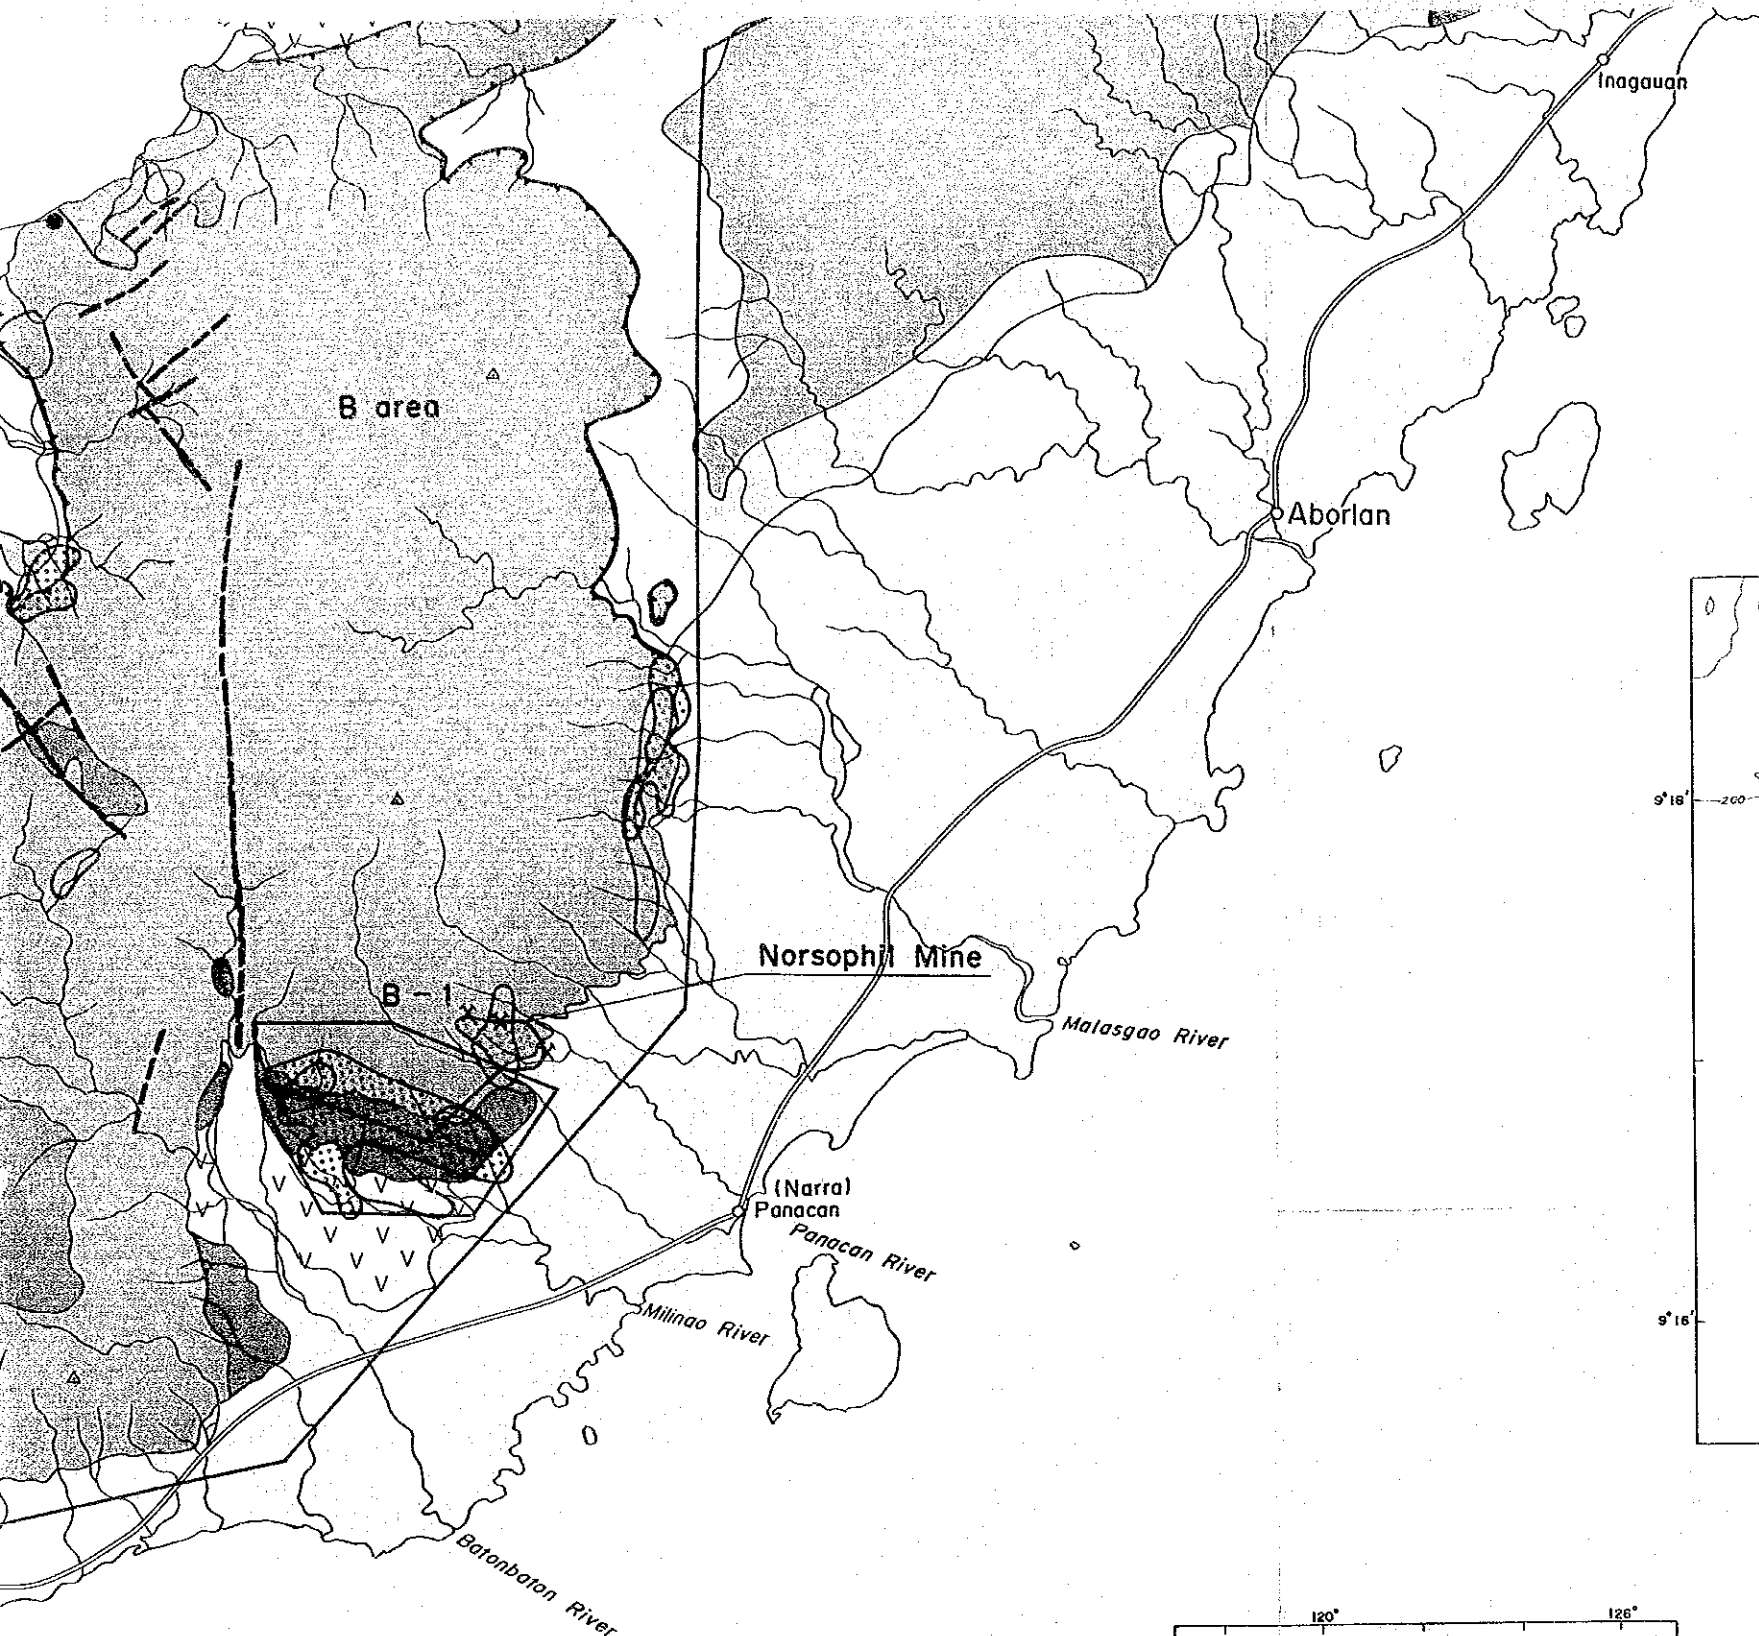 Inagauan
B area
Aborlan
9°18'
200
Norsophil Mine
B-1
Malasgao River
(Narra)
Panacan
Panacan River
9°16'
Milinao River
Batonbaton River
120°
126°